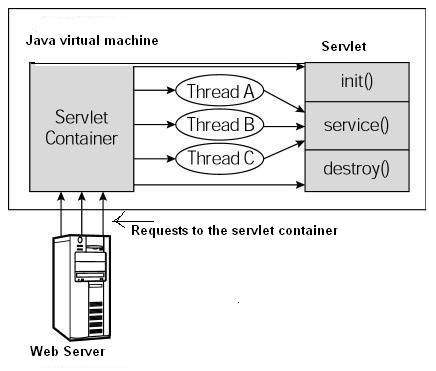 Java virtual machine
Servlet
Servlet
Container
Thread A
Thread B
Thread C
init()
service()
destroy()
Requests to the servlet container
Web Server